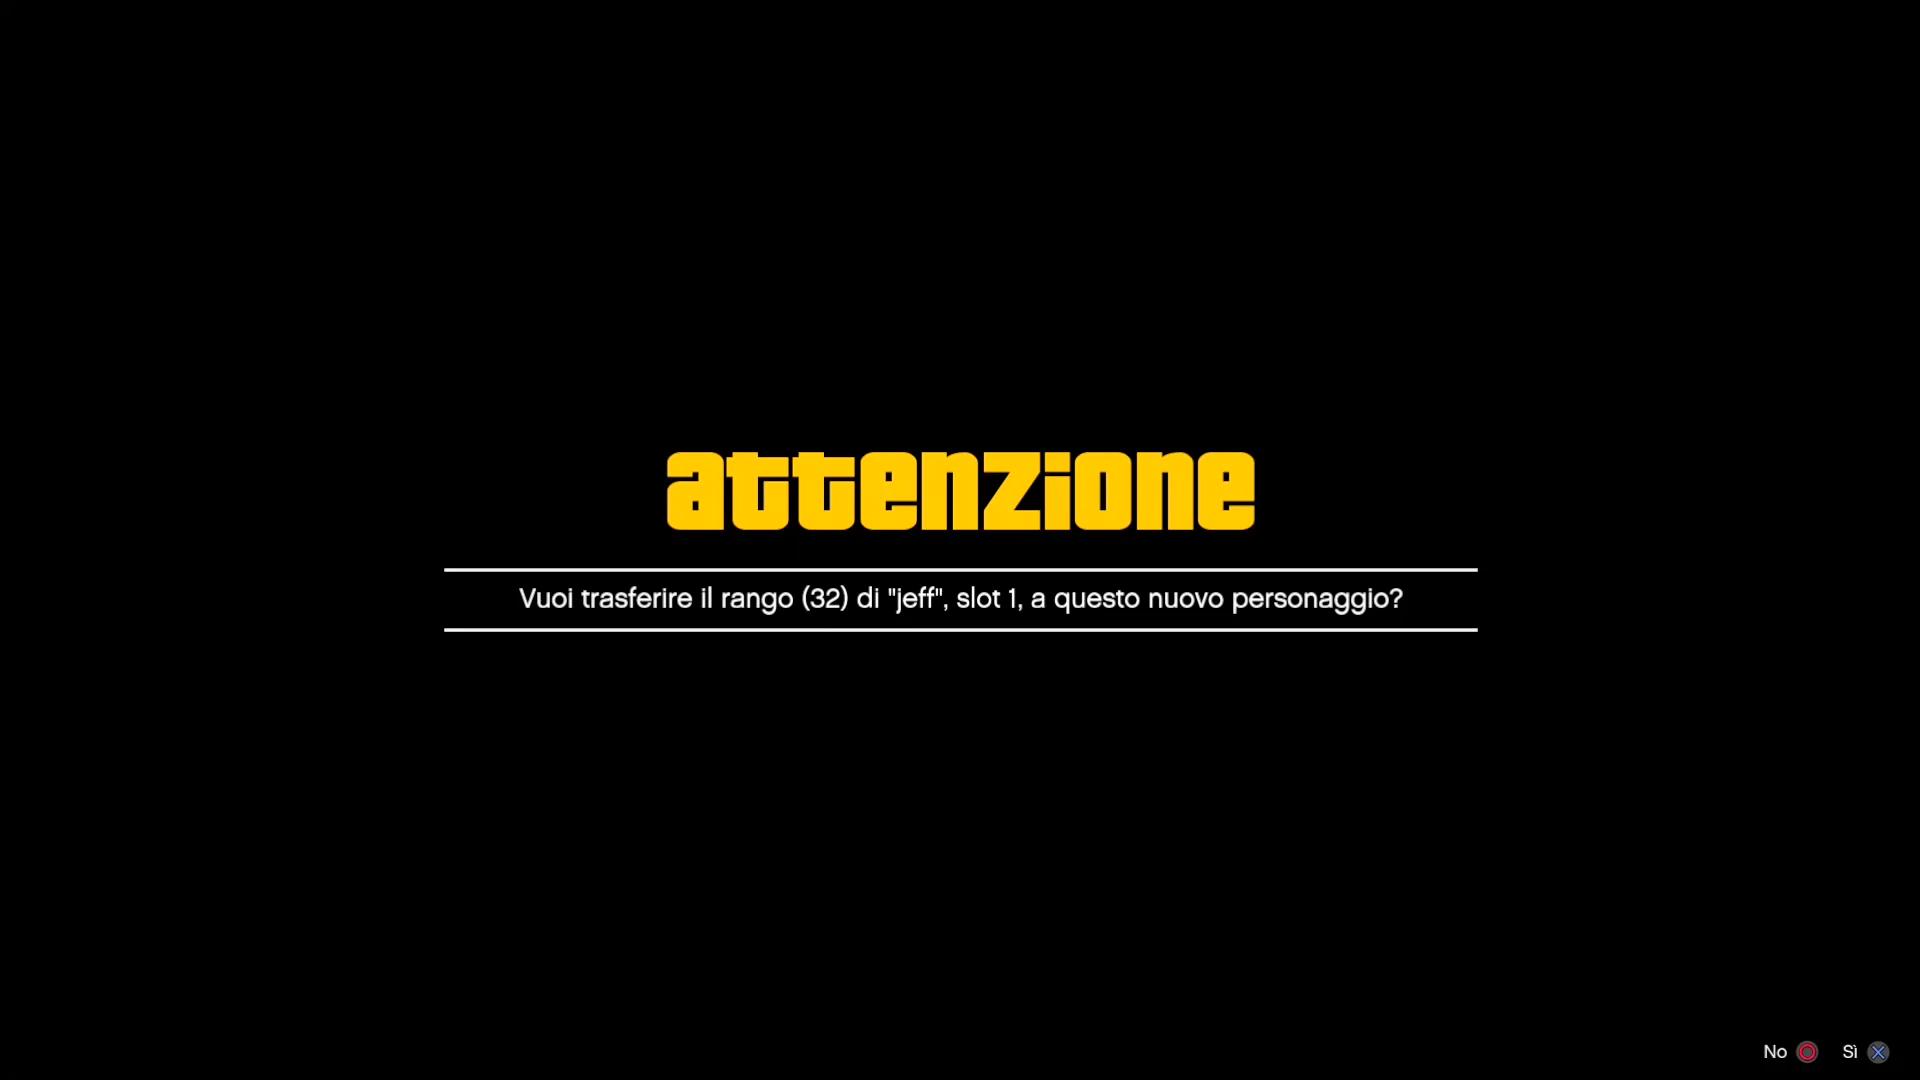 attenzione
Vuoi trasferire il rango (32) di "jeff", slot 1, a questo nuovo personaggio?
No Sì